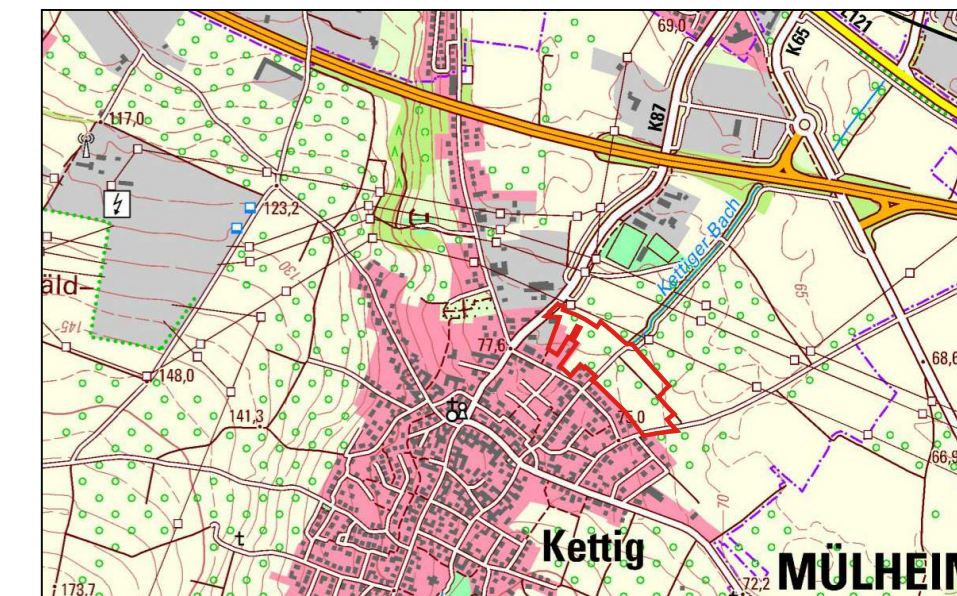 69,0
K65
L121
K87
117,0
123,2
Kettiger Bach
130
65
äld-
145
77,6
148,0
68,6
141,3
75,0
66,9
70
Kettig
MÜLHEIM
173,7
72,2